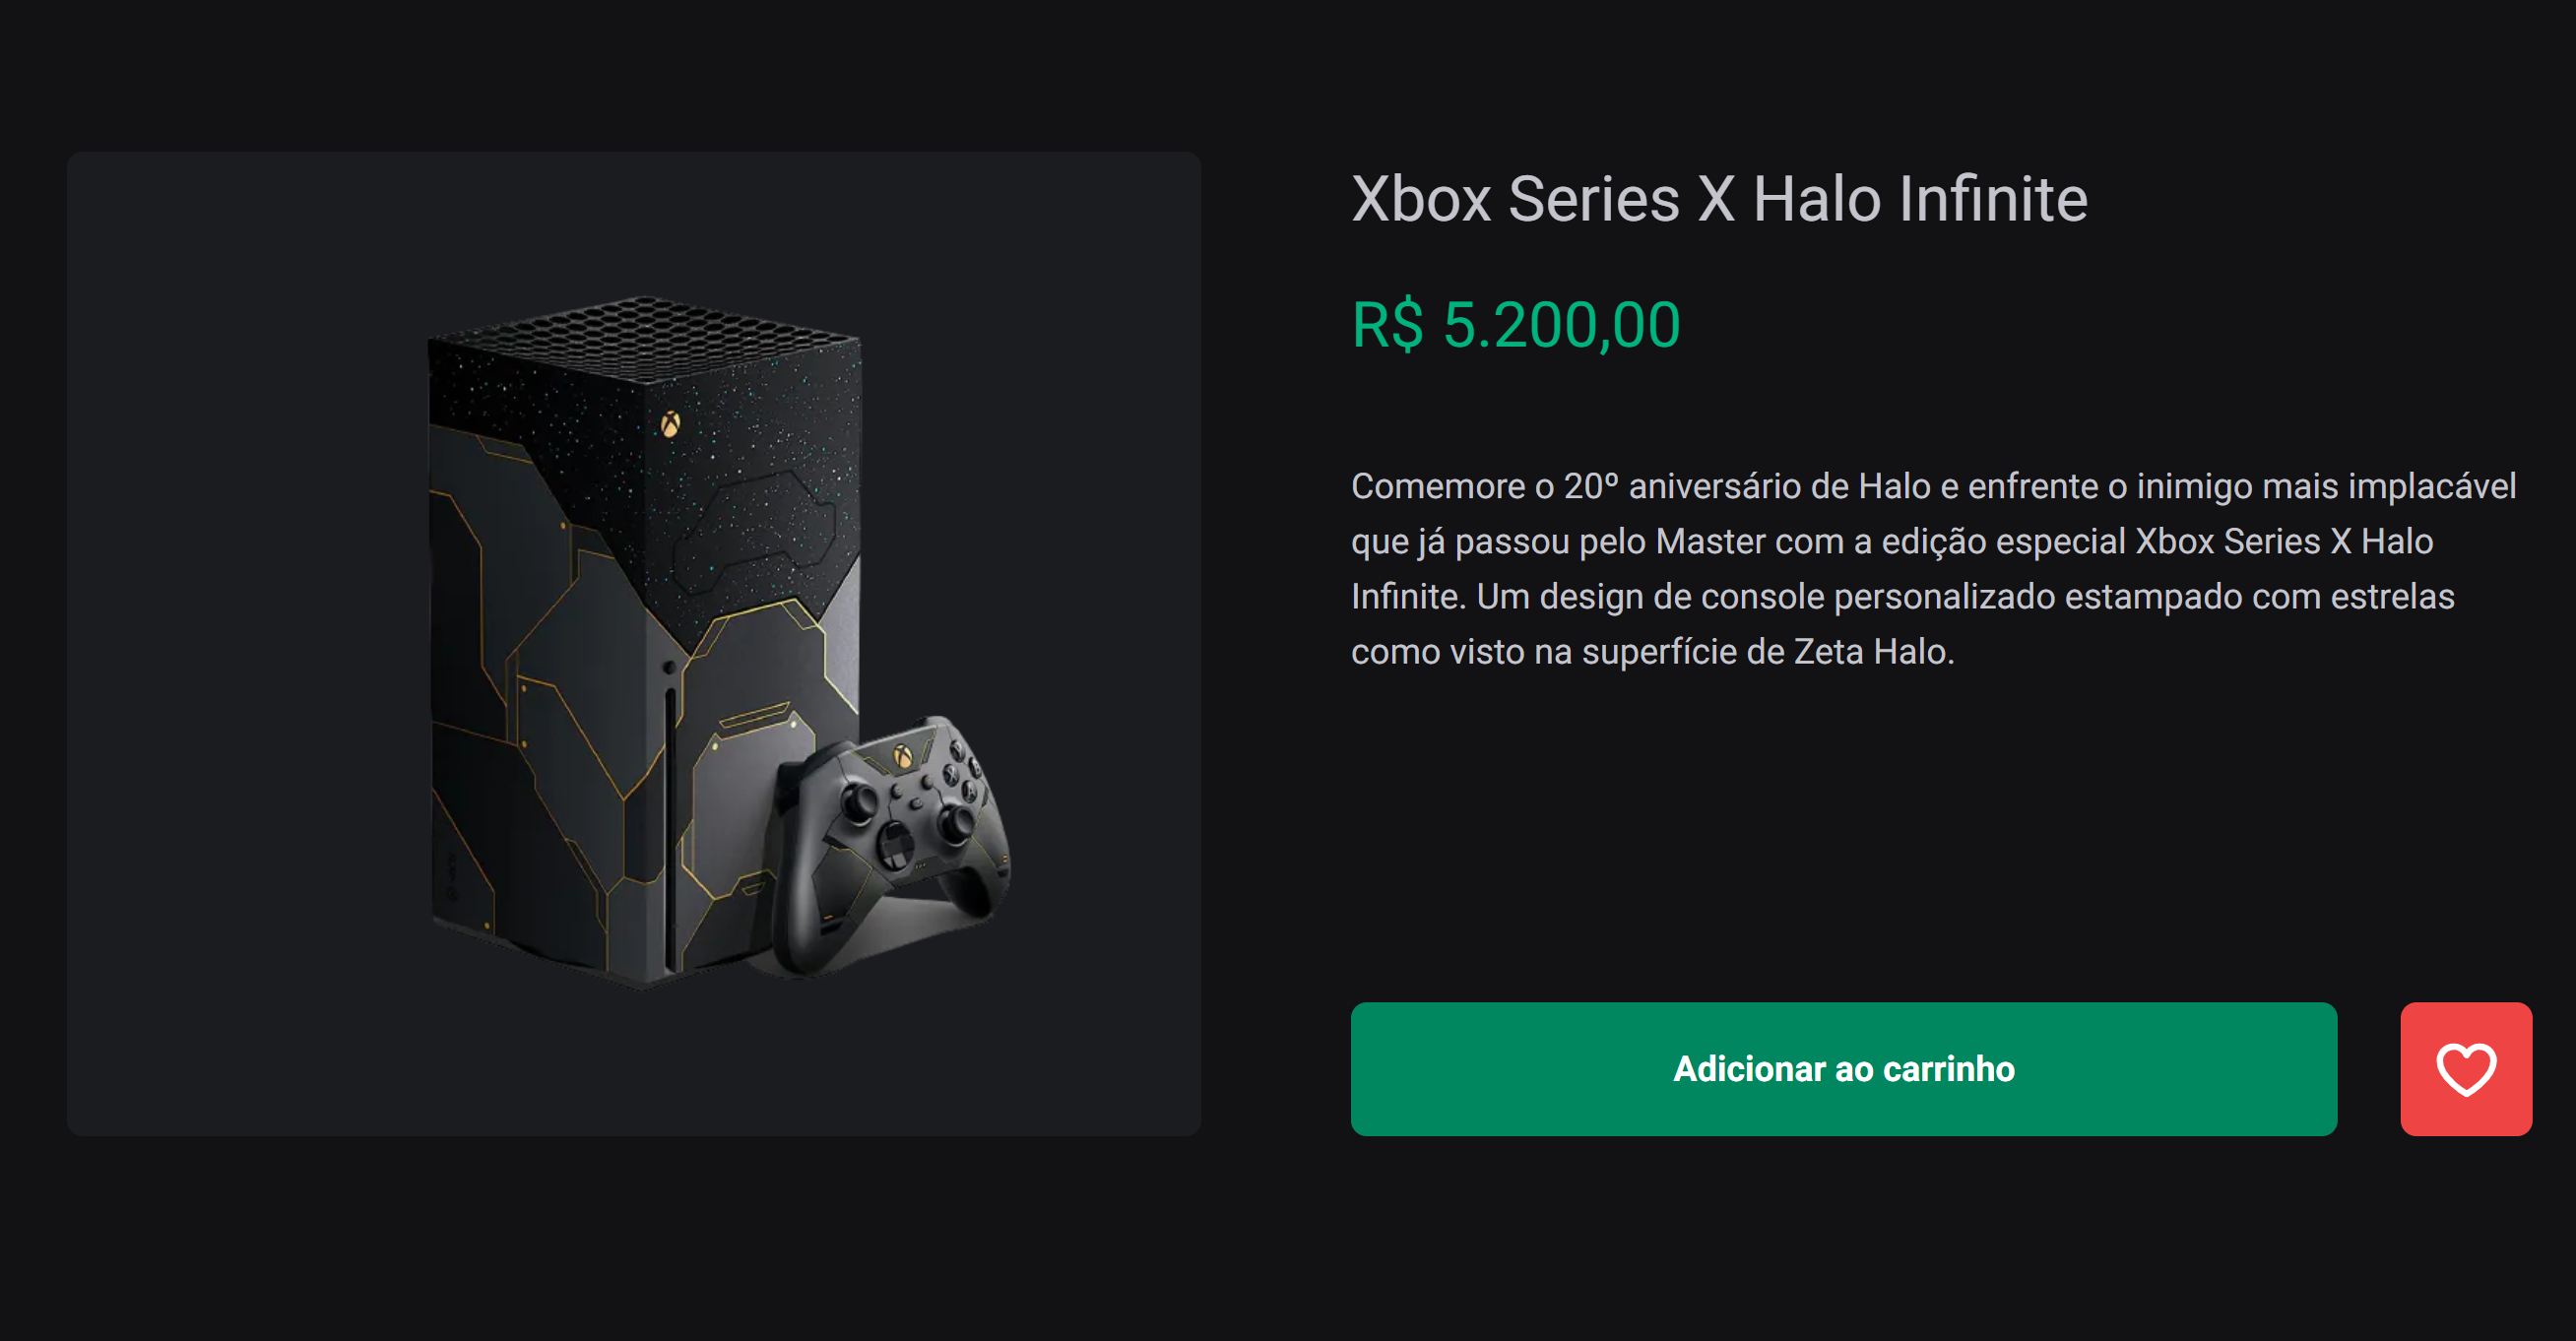 Xbox Series X Halo Infinite
R$ 5.200,00
Comemore o 20º aniversário de Halo e enfrente o inimigo mais implacável
que já passou pelo Master com a edição especial Xbox Series X Halo
Infinite. Um design de console personalizado estampado com estrelas
como visto na superfície de Zeta Halo.
Adicionar ao carrinho